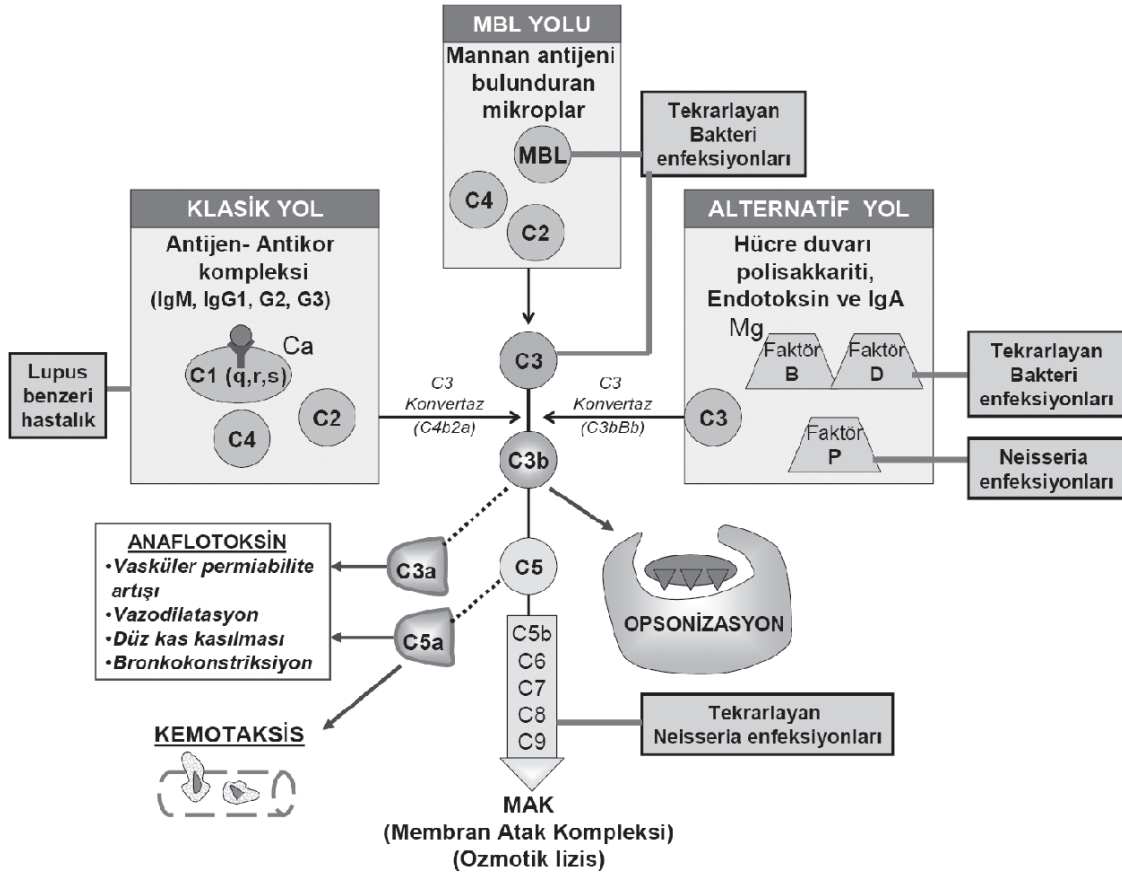 MBL YOLU
Mannan antijeni
bulunduran
mikroplar
MBL
C4
C2
Tekrarlayan
Bakteri
enfeksiyonları
KLASİK YOL
Antijen- Antikor
kompleksi
(IgM, IgG1, G2, G3)
Ca
C1 (q,r,s)
C2
C4
Lupus
benzeri
hastalık
ALTERNATİF YOL
Hücre duvarı
polisakkariti,
Endotoksin ve IgA
Mg
Faktör
B
Faktör
D
C3
Faktör
P
Tekrarlayan
Bakteri
enfeksiyonları
Neisseria
enfeksiyonları
C3
C3
Konvertaz
(C4b2a)
C3
Konvertaz
(C3bBb)
C3b
ANAFLOTOKSİN
•Vasküler permiabilite
artışı
•Vazodilatasyon
•Düz kas kasılması
•Bronkokonstriksiyon
C3a
C5
C5a
OPSONİZASYON
C5b
C6
C7
C8
C9
Tekrarlayan
Neisseria enfeksiyonları
KEMOTAKSİS
MAK
(Membran Atak Kompleksi)
(Ozmotik lizis)